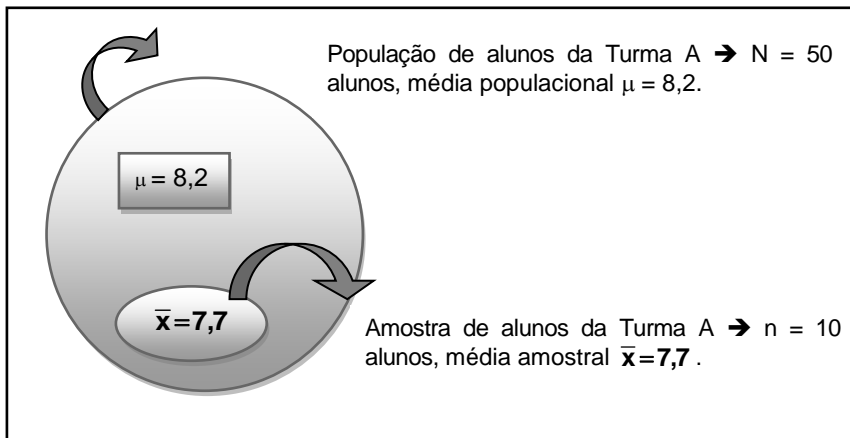 População de alunos da Turma A ➔ N = 50
alunos, média populacional μ = 8,2.
μ = 8,2
x̅=7,7
Amostra de alunos da Turma A ➔ n = 10
alunos, média amostral x̅=7,7 .